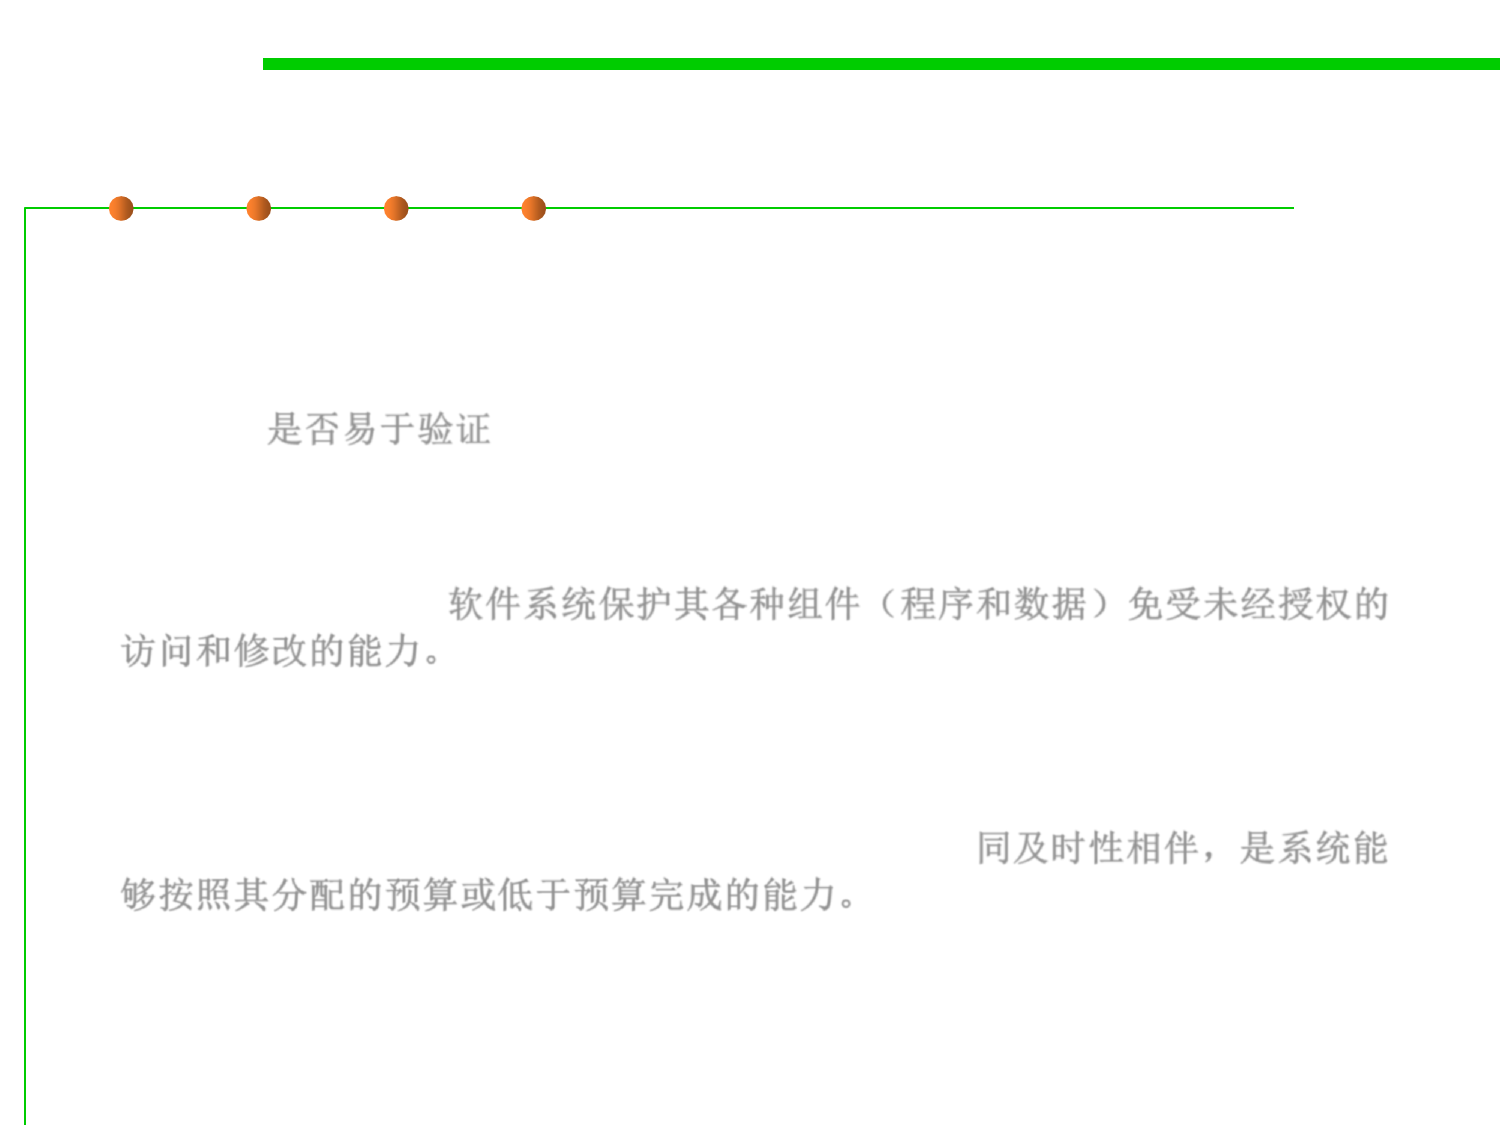 是否易于验证
软件系统保护其各种组件（程序和数据）免受未经授权的
访问和修改的能力。
同及时性相伴，是系统能
够按照其分配的预算或低于预算完成的能力。